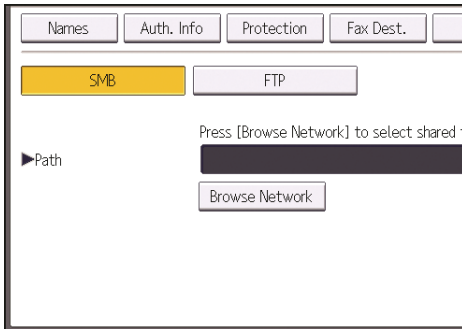 Names Auth. Info Protection Fax Dest.
SMB FTP
Press [Browse Network] to select shared
▶Path
Browse Network